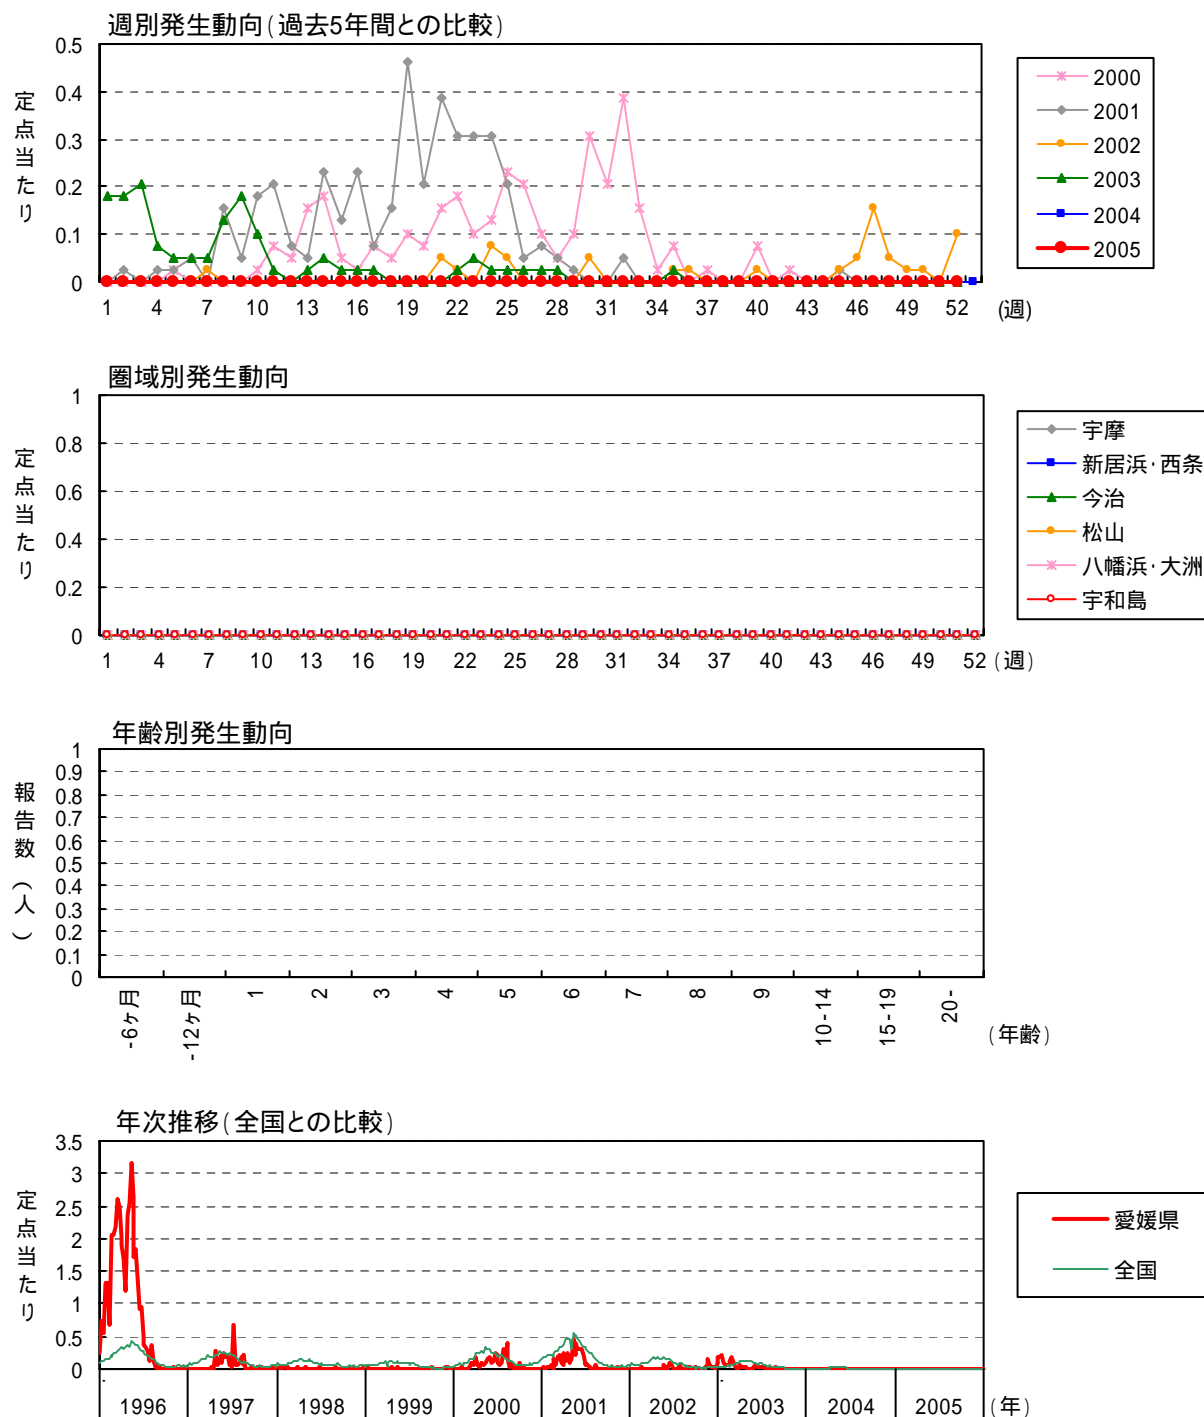 週別発生動向(過去5年間との比較)
定点当たり
0.5
0.4
0.3
0.2
0.1
0
1 4 7 10 13 16 19 22 25 28 31 34 37 40 43 46 49 52 (週)
2000
2001
2002
2003
2004
2005
圏域別発生動向
定点当たり
1
0.8
0.6
0.4
0.2
0
1 4 7 10 13 16 19 22 25 28 31 34 37 40 43 46 49 52 (週)
宇摩
新居浜・西条
今治
松山
八幡浜・大洲
宇和島
年齢別発生動向
報告数(人)
1
0.9
0.8
0.7
0.6
0.5
0.4
0.3
0.2
0.1
0
-6ヶ月 -12ヶ月 1 2 3 4 5 6 7 8 9 10-14 15-19 20- (年齢)
年次推移(全国との比較)
定点当たり
3.5
3
2.5
2
1.5
1
0.5
0
1996 1997 1998 1999 2000 2001 2002 2003 2004 2005 (年)
愛媛県
全国